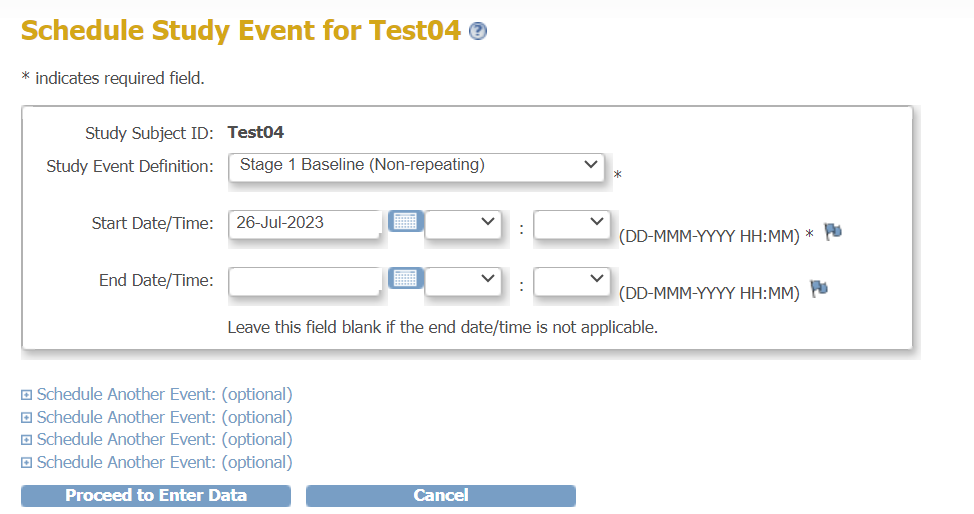 Schedule Study Event for Test04 ?
* indicates required field.
Study Subject ID: Test04
Study Event Definition: Stage 1 Baseline (Non-repeating) *
Start Date/Time: 26-Jul-2023 : (DD-MMM-YYYY HH:MM) *
End Date/Time: : (DD-MMM-YYYY HH:MM)
Leave this field blank if the end date/time is not applicable.
Schedule Another Event: (optional)
Schedule Another Event: (optional)
Schedule Another Event: (optional)
Schedule Another Event: (optional)
Proceed to Enter Data Cancel